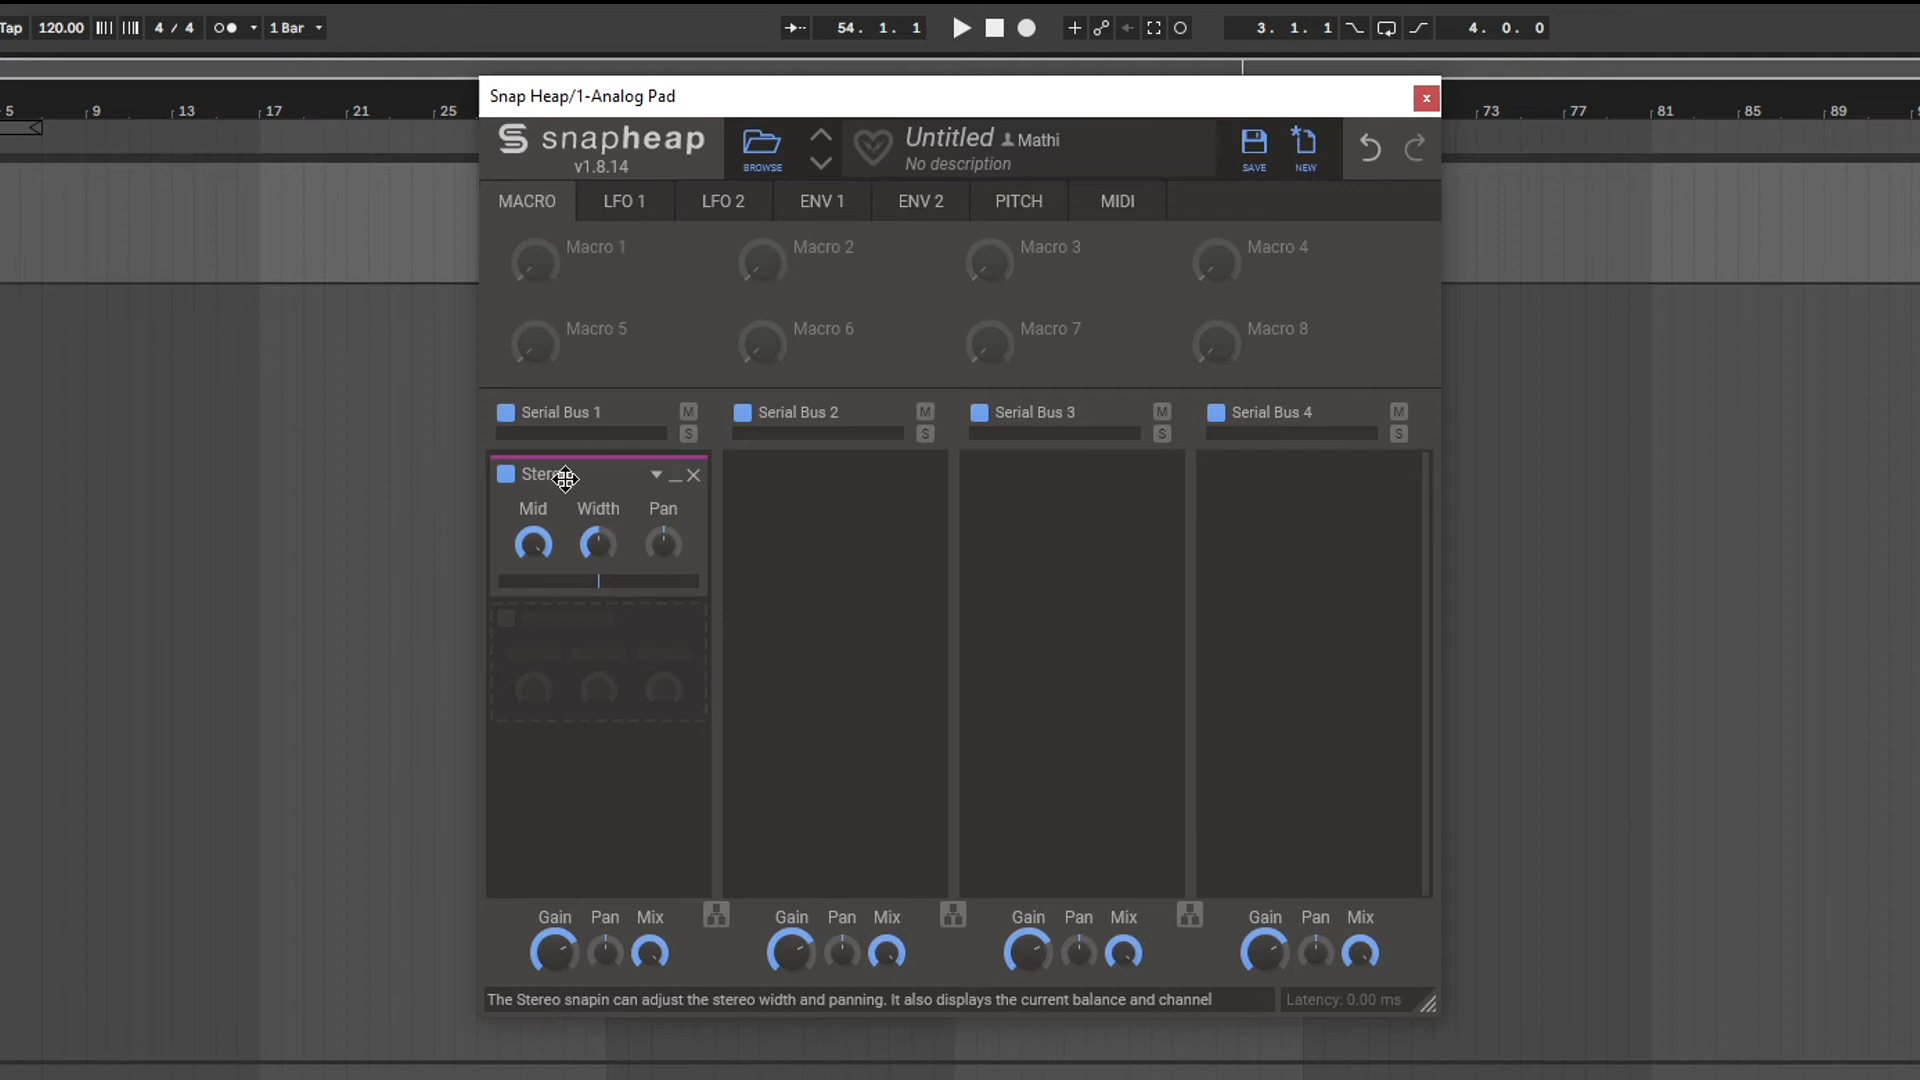 Tap 120.00 4 / 4 1 Bar 54. 1. 1 3. 1. 1 4. 0. 0
Snap Heap/1-Analog Pad x
5 9 13 17 21 25 73 77 81 85 89
snapheap
v1.8.14
BROWSE
Untitled Mathi
No description
SAVE
NEW
MACRO LFO 1 LFO 2 ENV 1 ENV 2 PITCH MIDI
Macro 1 Macro 2 Macro 3 Macro 4
Macro 5 Macro 6 Macro 7 Macro 8
Serial Bus 1 M Serial Bus 2 M Serial Bus 3 M Serial Bus 4 M
S S S S
Mid Width Pan
Gain Pan Mix Gain Pan Mix Gain Pan Mix Gain Pan Mix
The Stereo snapin can adjust the stereo width and panning. It also displays the current balance and channel Latency: 0.00 ms